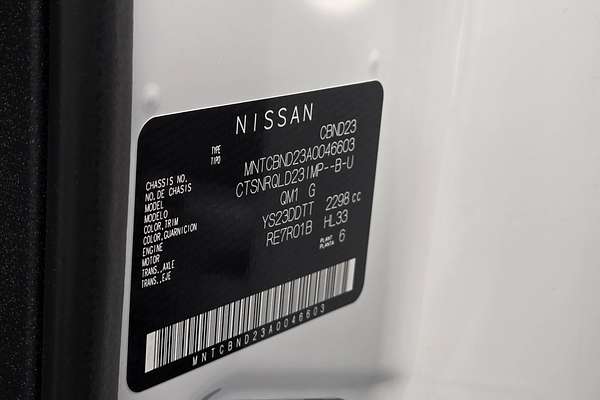 NISSAN
TYPE
TIPO CBND23
CHASSIS NO.
NO. DE CHASIS MNTCBND23A0046603
MODEL
MODELO CTSNRQLD23IMP--B-U
COLOR,TRIM
COLOR,GUARNICION QM1 G
ENGINE
MOTOR YS23DDTT 2298 cc
TRANS.,AXLE
TRANS.,EJE RE7R01B HL33
PLANT
PLANTA 6
MNTCBND23A0046603